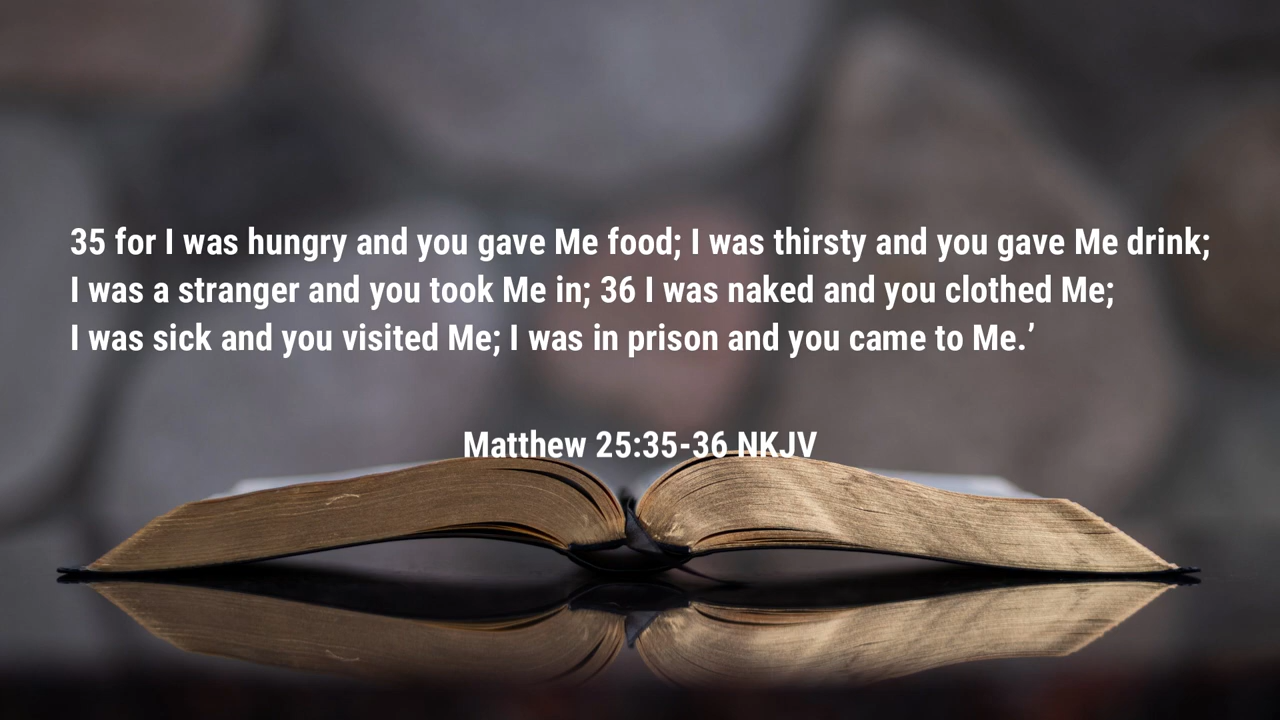 35 for I was hungry and you gave Me food; I was thirsty and you gave Me drink;
I was a stranger and you took Me in; 36 I was naked and you clothed Me;
I was sick and you visited Me; I was in prison and you came to Me.’
Matthew 25:35-36 NKJV